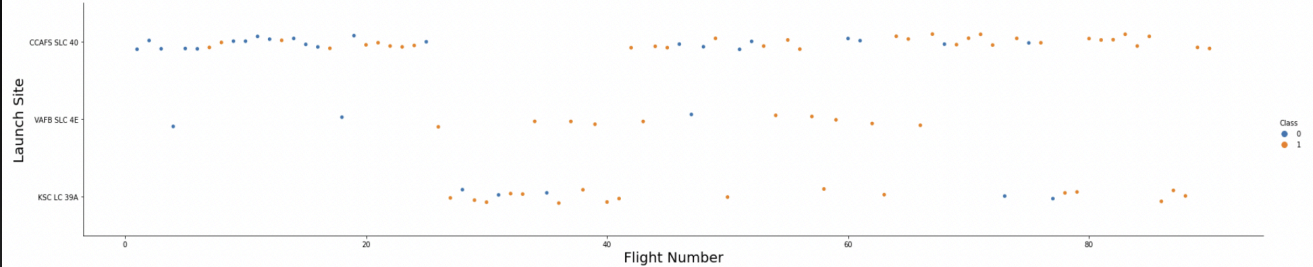 Launch Site
CCAFS SLC 40
VAFB SLC 4E
KSC LC 39A
0 20 40 60 80
Flight Number
Class
0
1